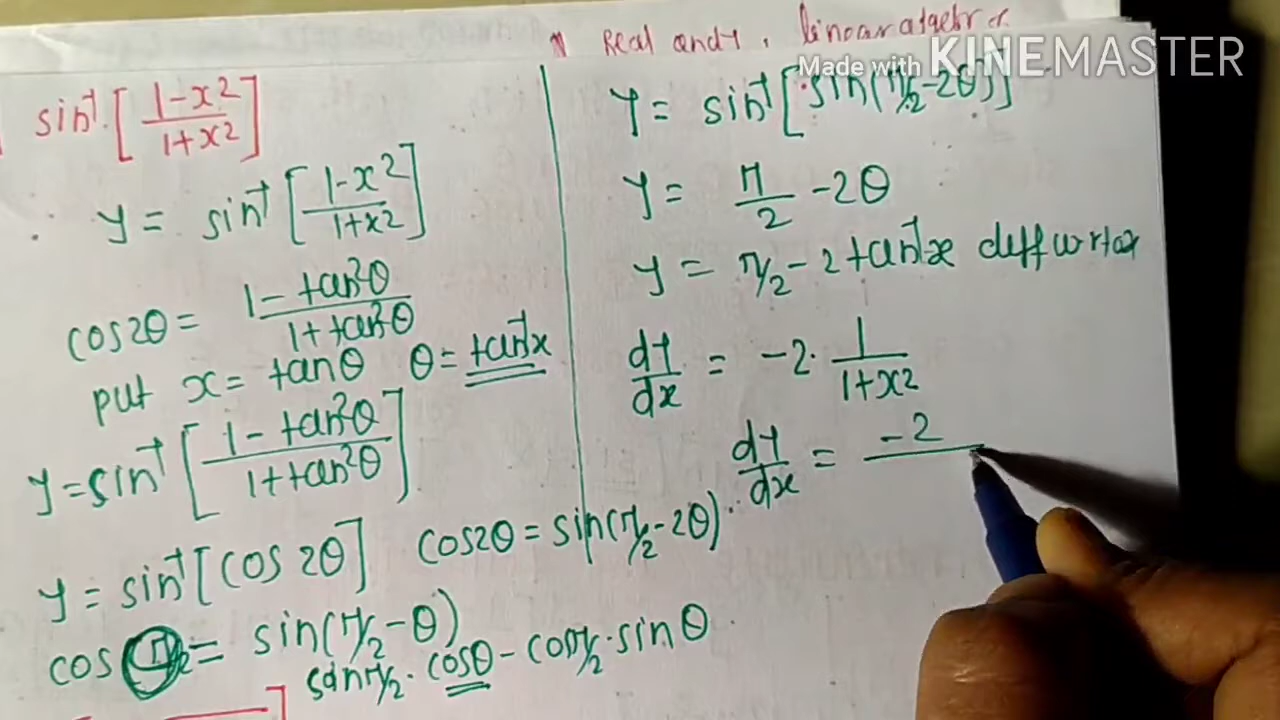 Real andy, linear algebra
Made with KINEMASTER
sin⁻¹[(1-x²)/(1+x²)]
y = sin⁻¹[(1-x²)/(1+x²)]
cos2θ = (1-tan²θ)/(1+tan²θ)
put x = tanθ θ = tan⁻¹x
y = sin⁻¹[(1-tan²θ)/(1+tan²θ)]
y = sin⁻¹[cos 2θ] cos2θ = sin(π/2-2θ)
cos = sin(π/2-θ)
sinπ/2·cosθ-cosπ/2·sinθ
y = sin⁻¹[sin(π/2-2θ)]
y = π/2 -2θ
y = π/2-2tan⁻¹x diff w r to x
dy/dx = -2·1/(1+x²)
dy/dx = -2